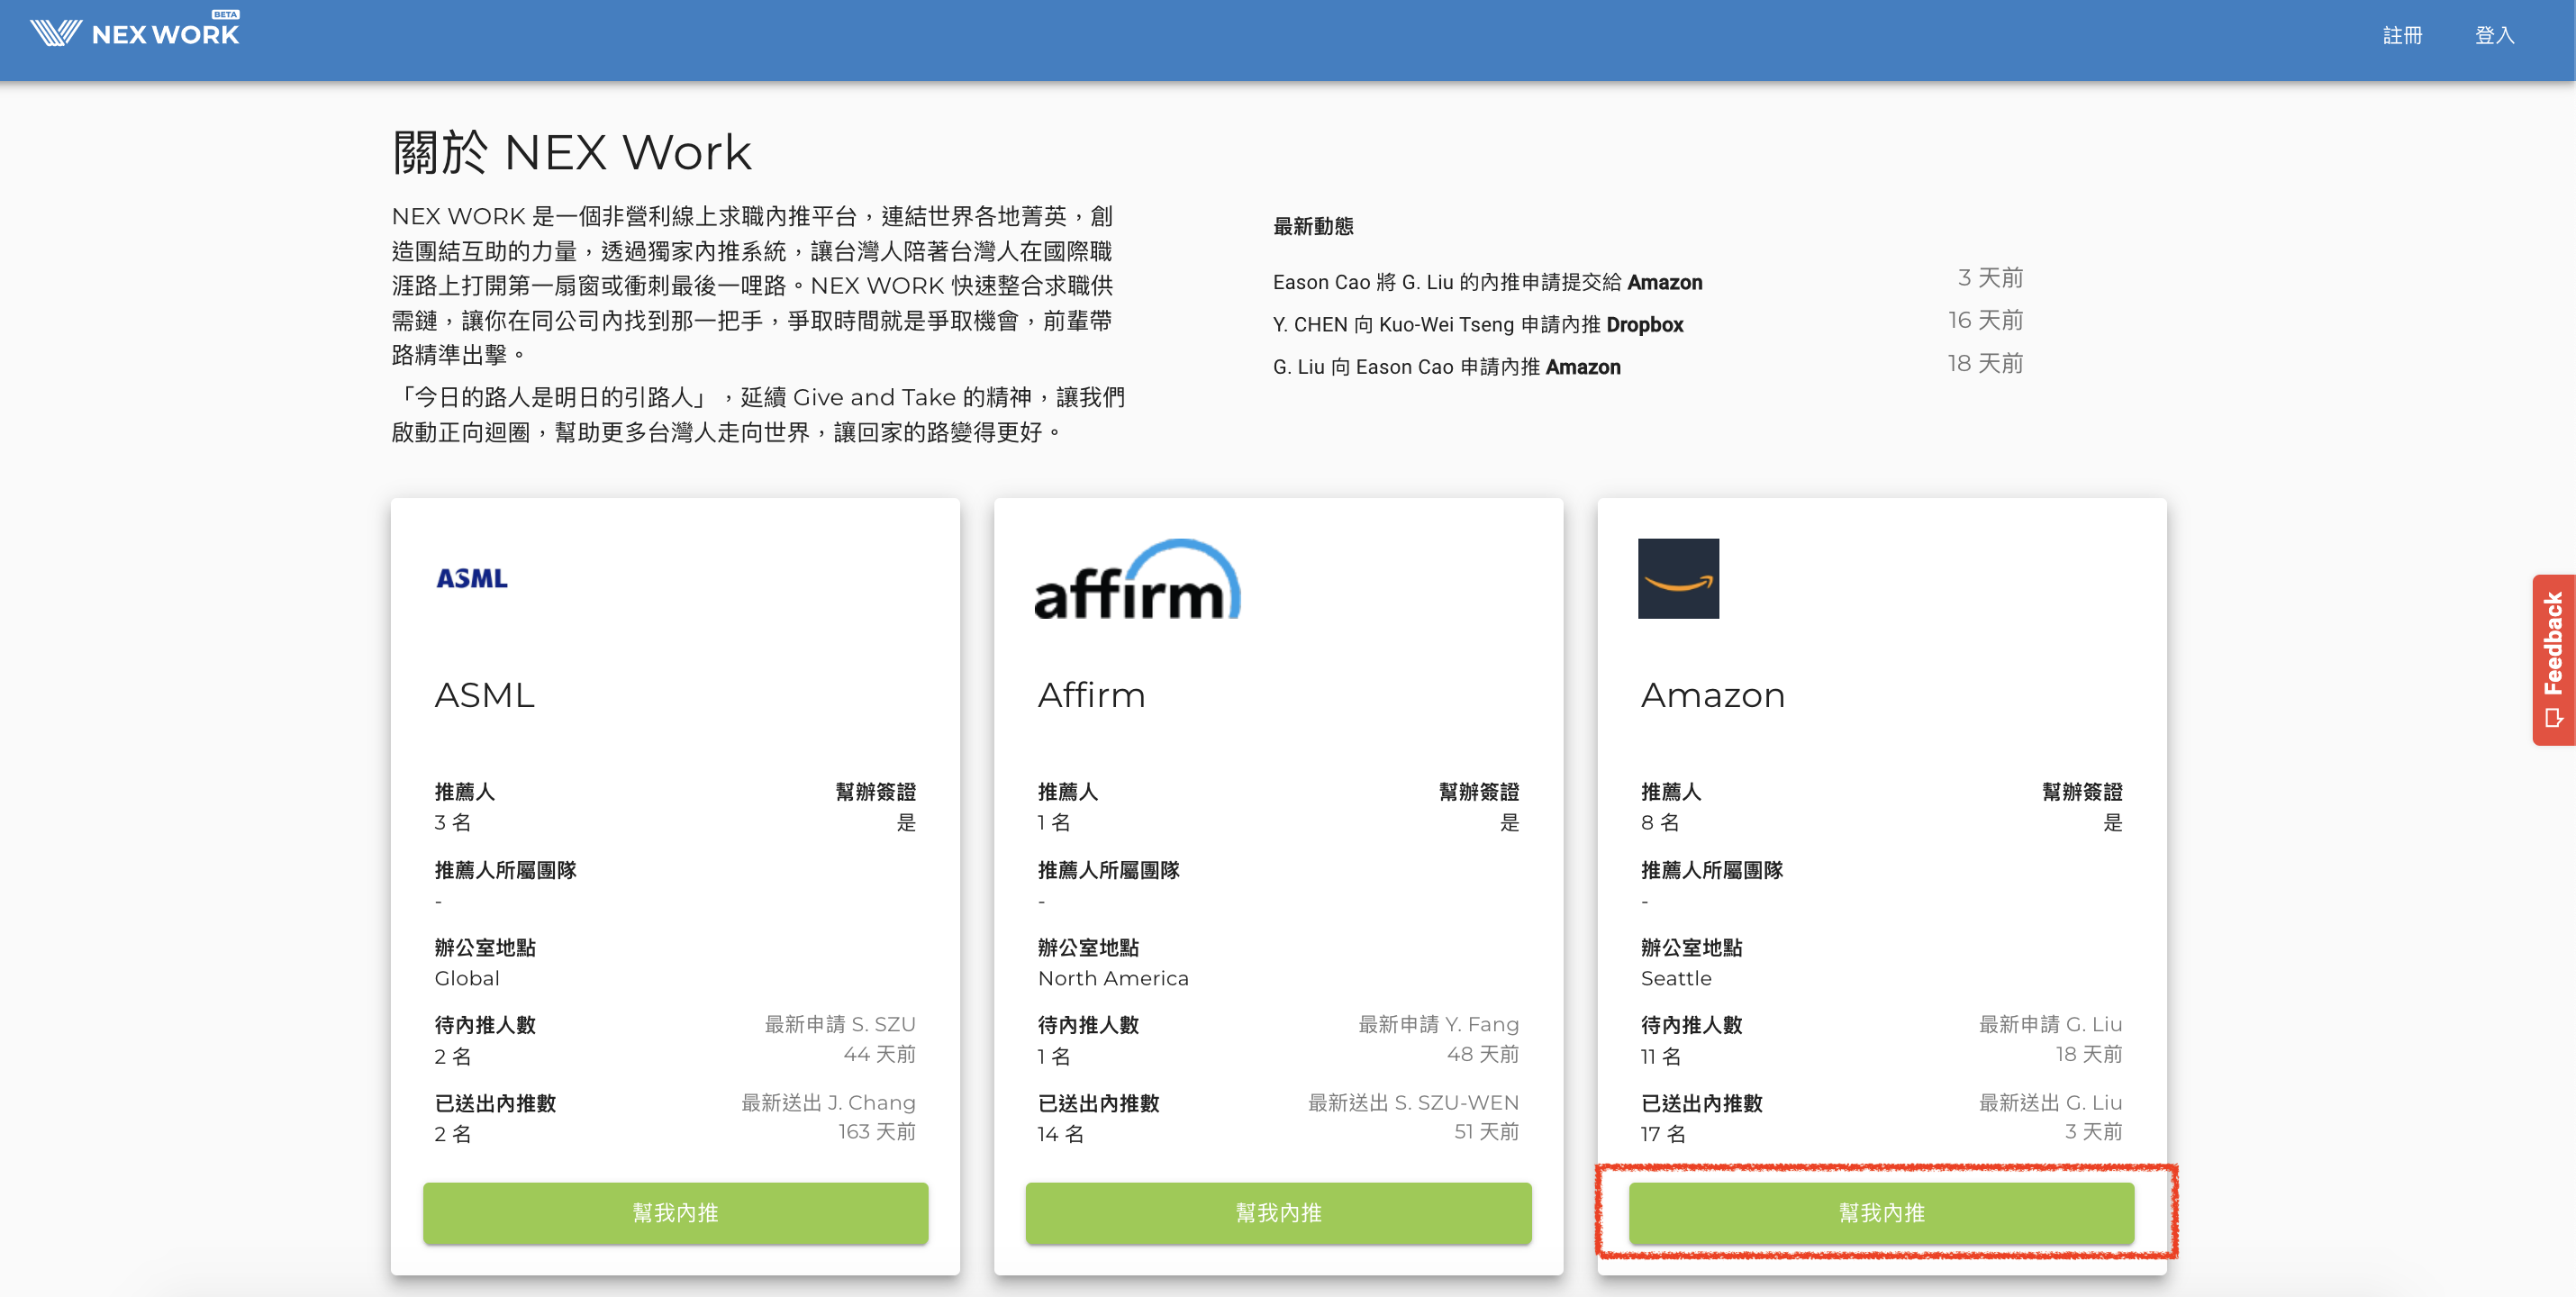 NEX WORK BETA
註冊
登入
關於 NEX Work
NEX WORK 是一個非營利線上求職內推平台，連結世界各地菁英，創
造團結互助的力量，透過獨家內推系統，讓台灣人陪著台灣人在國際職
涯路上打開第一扇窗或衝刺最後一哩路。NEX WORK 快速整合求職供
需鏈，讓你在同公司內找到那一把手，爭取時間就是爭取機會，前輩帶
路精準出擊。
「今日的路人是明日的引路人」，延續 Give and Take 的精神，讓我們
啟動正向迴圈，幫助更多台灣人走向世界，讓回家的路變得更好。
最新動態
Eason Cao 將 G. Liu 的內推申請提交給 Amazon 3 天前
Y. CHEN 向 Kuo-Wei Tseng 申請內推 Dropbox 16 天前
G. Liu 向 Eason Cao 申請內推 Amazon 18 天前
ASML
ASML
推薦人 幫辦簽證
3 名 是
推薦人所屬團隊
-
辦公室地點
Global
待內推人數 最新申請 S. SZU
2 名 44 天前
已送出內推數 最新送出 J. Chang
2 名 163 天前
幫我內推
affirm
Affirm
推薦人 幫辦簽證
1 名 是
推薦人所屬團隊
-
辦公室地點
North America
待內推人數 最新申請 Y. Fang
1 名 48 天前
已送出內推數 最新送出 S. SZU-WEN
14 名 51 天前
幫我內推
Amazon
推薦人 幫辦簽證
8 名 是
推薦人所屬團隊
-
辦公室地點
Seattle
待內推人數 最新申請 G. Liu
11 名 18 天前
已送出內推數 最新送出 G. Liu
17 名 3 天前
幫我內推
Feedback